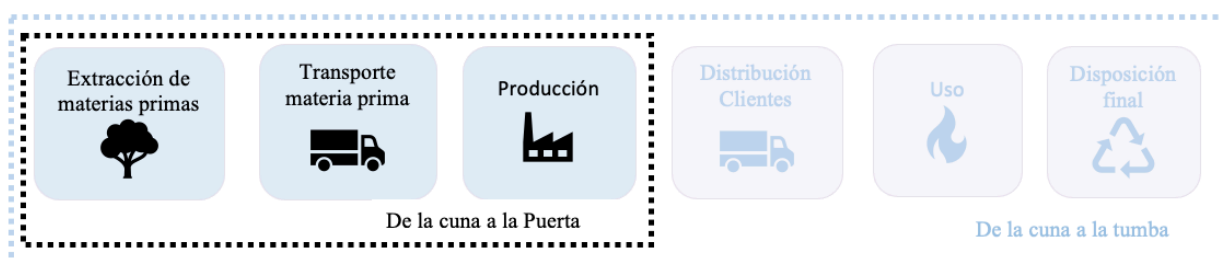 Extracción de
materias primas
Transporte
materia prima
Producción
Distribución
Clientes
Uso
Disposición
final
De la cuna a la Puerta
De la cuna a la tumba